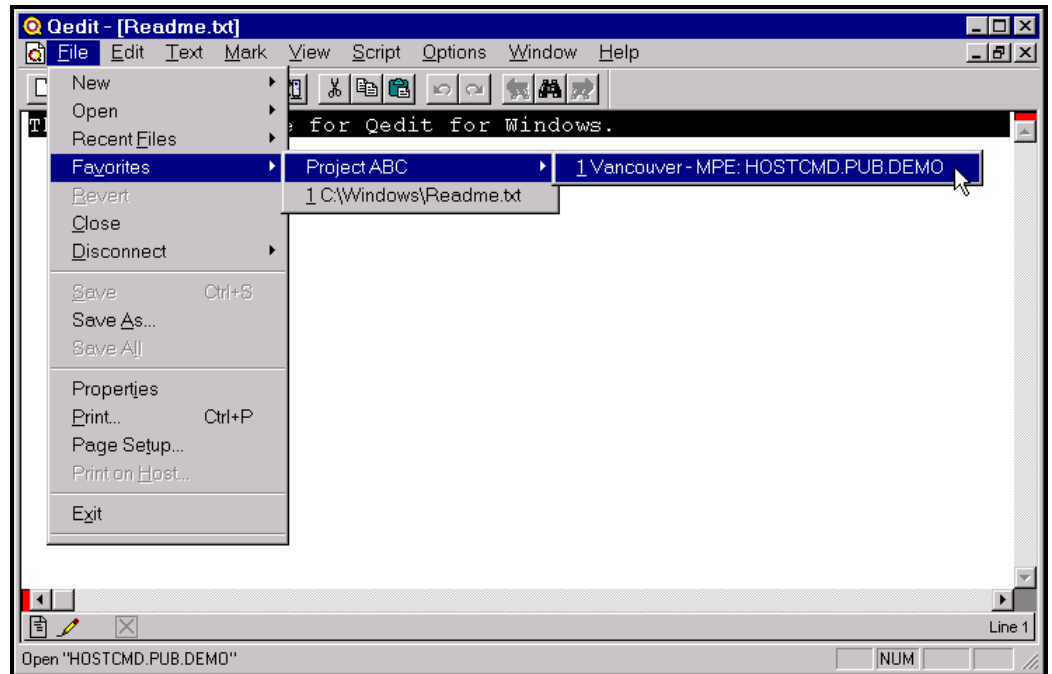 Qedit - [Readme.txt]
File Edit Text Mark View Script Options Window Help
New
Open
for Qedit for Windows.
Recent Files
Favorites
Project ABC
1 Vancouver - MPE: HOSTCMD.PUB.DEMO
Revert
1 C:\Windows\Readme.txt
Close
Disconnect
Save Ctrl+S
Save As...
Save All
Properties
Print... Ctrl+P
Page Setup...
Print on Host...
Exit
Line 1
Open "HOSTCMD.PUB.DEMO" NUM